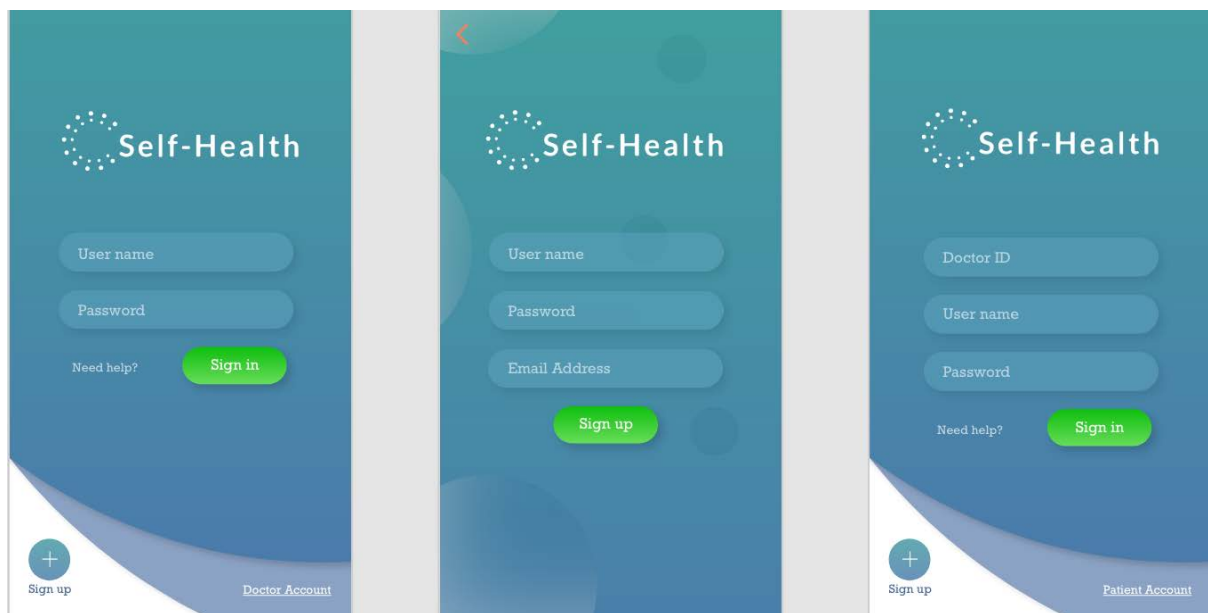 Self-Health
User name
Password
Need help?
Sign in
Sign up
Doctor Account
Self-Health
User name
Password
Email Address
Sign up
Self-Health
Doctor ID
User name
Password
Need help?
Sign in
Sign up
Patient Account